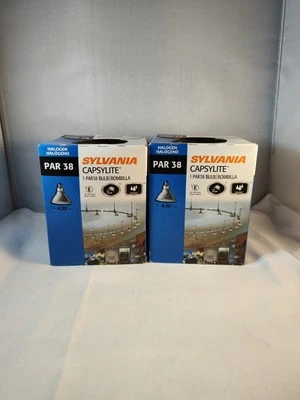 HALOGEN
HALÓGENO
PAR 38
SYLVANIA
CAPSYLITE
1 PAR38 BULB/BOMBILLA
HALOGEN
HALÓGENO
PAR 38
SYLVANIA
CAPSYLITE
1 PAR38 BULB/BOMBILLA